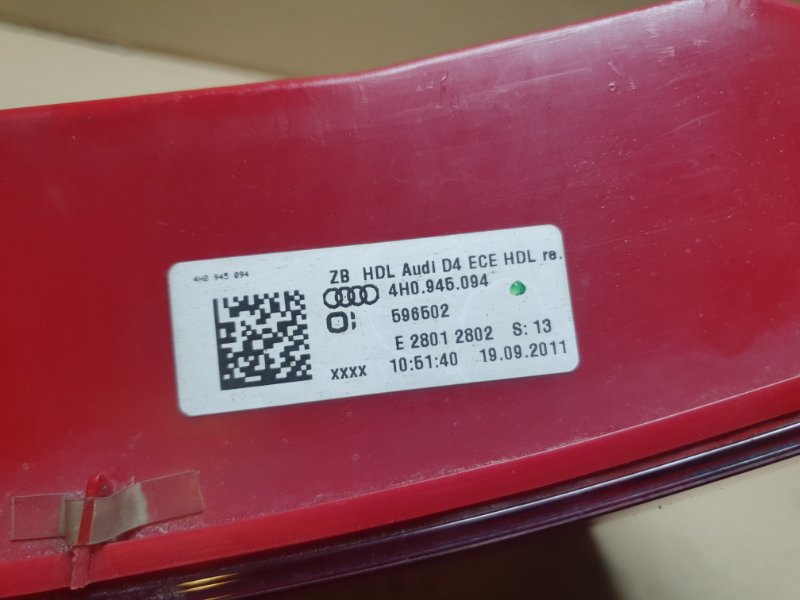 4H0 945 094
ZB HDL Audi D4 ECE HDL re.
4H0.945.094
596502
E 2801 2802 S: 13
xxxx 10:51:40 19.09.2011